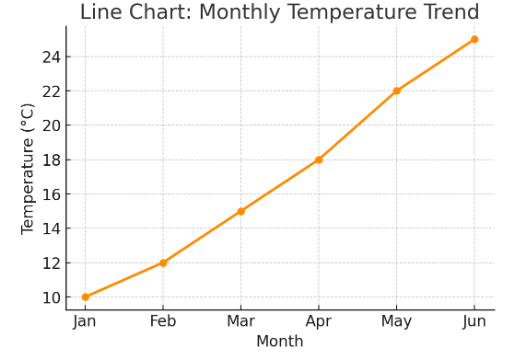 Line Chart: Monthly Temperature Trend
Temperature (°C)
24
22
20
18
16
14
12
10
Jan Feb Mar Apr May Jun
Month